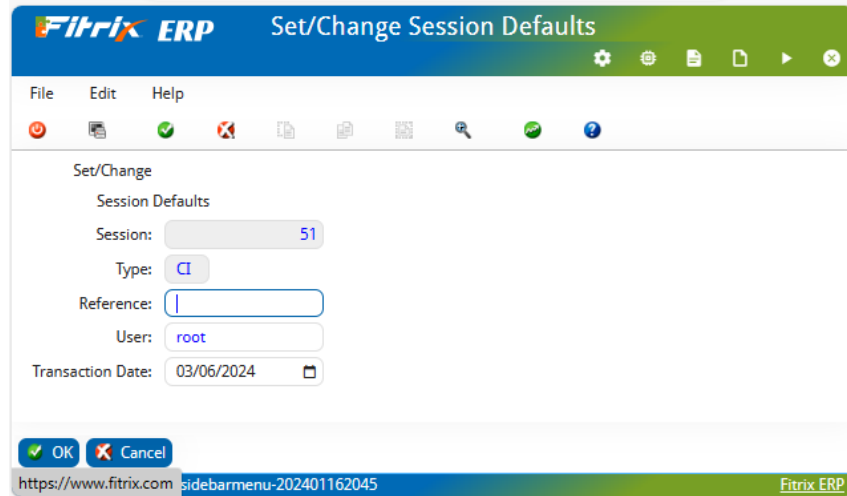 Fitrix ERP Set/Change Session Defaults
File Edit Help
Set/Change
Session Defaults
Session: 51
Type: CI
Reference:
User: root
Transaction Date: 03/06/2024
OK Cancel
https://www.fitrix.com sidebarmenu-202401162045 Fitrix ERP